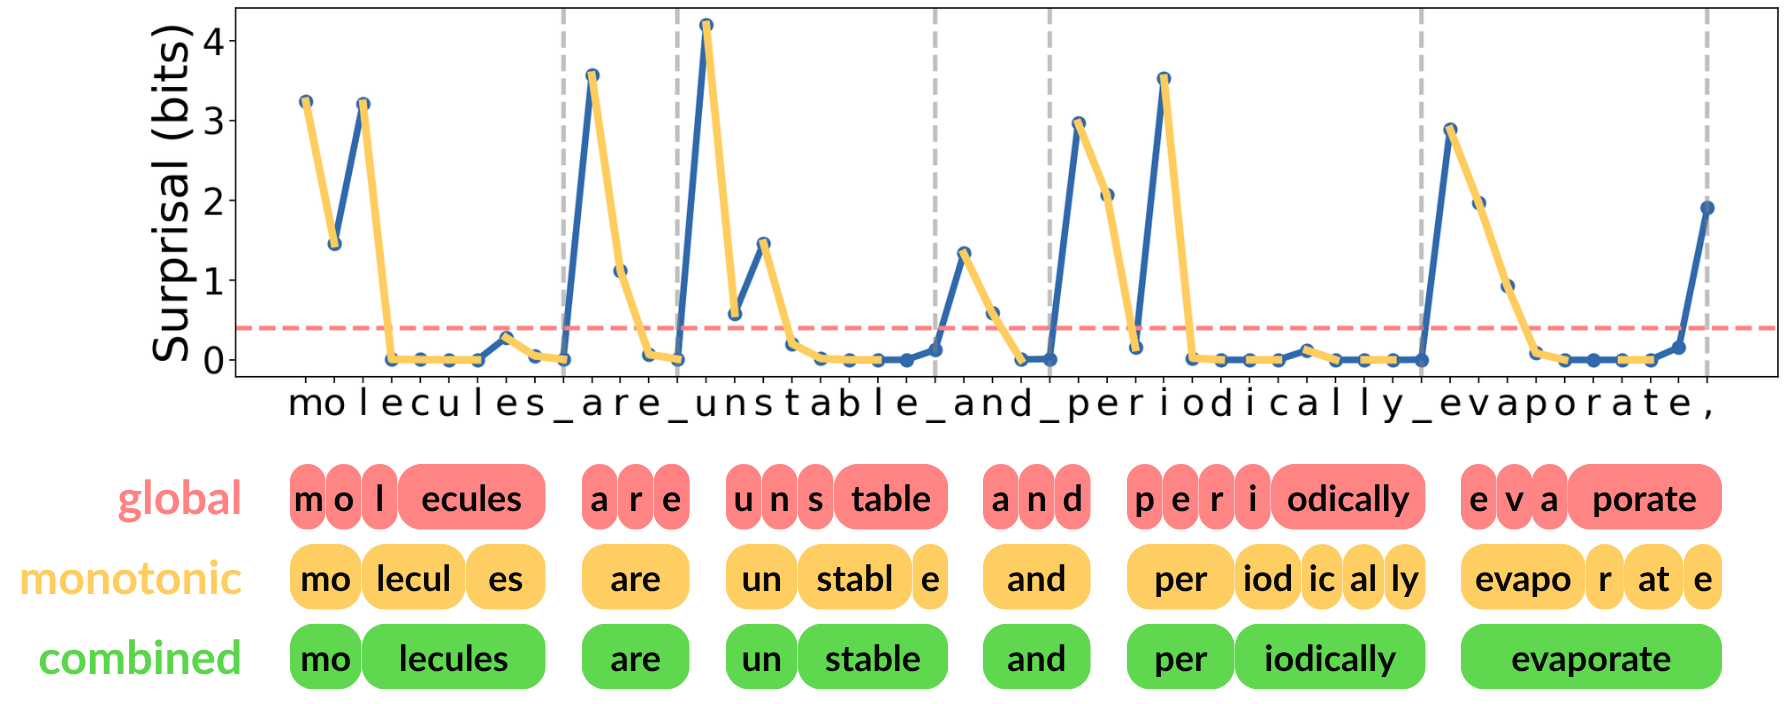 Surprisal (bits)
4
3
2
1
0
m o l e c u l e s _ a r e _ u n s t a b l e _ a n d _ p e r i o d i c a l l y _ e v a p o r a t e ,
global m o l ecules a r e u n s table a n d p e r i odically e v a porate
monotonic mo lecul es are un stabl e and per iod ic al ly evapo r at e
combined mo lecules are un stable and per iodically evaporate